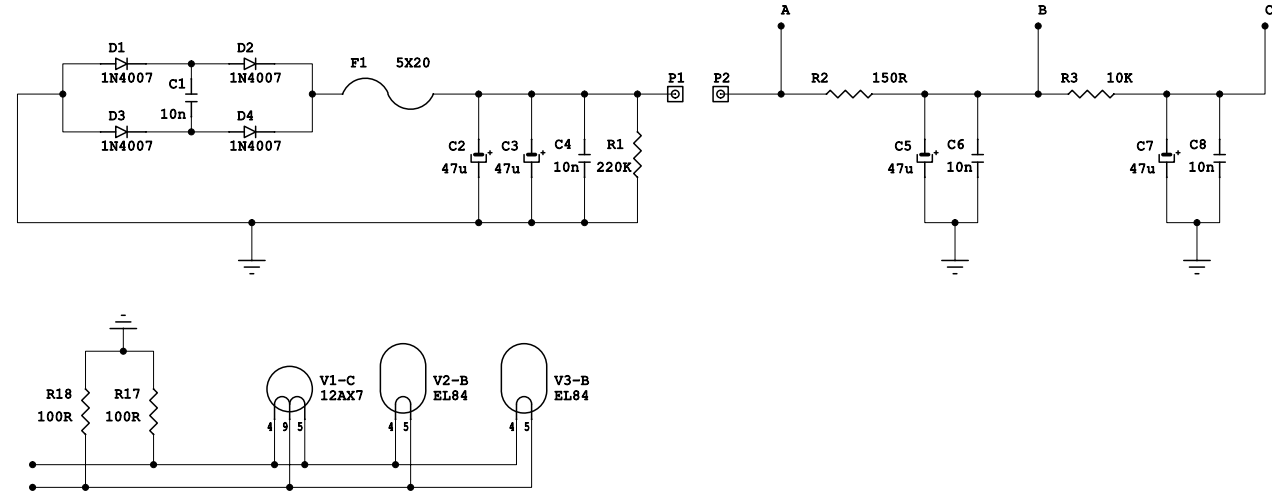 A
B
C
D1
1N4007
D2
1N4007
C1
10n
D3
1N4007
D4
1N4007
F1
5X20
P1
P2
R2
150R
R3
10K
C2
47u
+
C3
47u
+
C4
10n
R1
220K
C5
47u
+
C6
10n
C7
47u
+
C8
10n
R18
100R
R17
100R
V1-C
12AX7
4
9
5
V2-B
EL84
4
5
V3-B
EL84
4
5